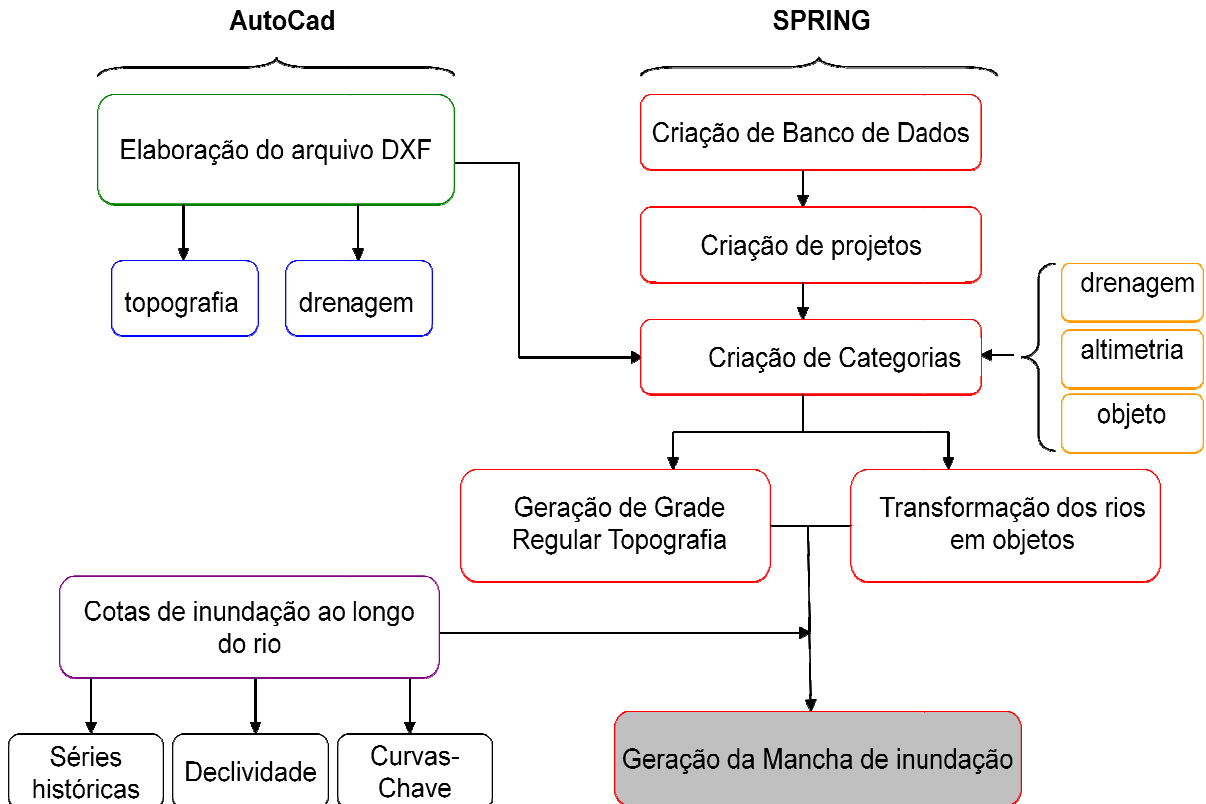 AutoCad
SPRING
Elaboração do arquivo DXF
Criação de Banco de Dados
Criação de projetos
topografia
drenagem
Criação de Categorias
drenagem
altimetria
objeto
Geração de Grade
Regular Topografia
Transformação dos rios
em objetos
Cotas de inundação ao longo
do rio
Séries
históricas
Declividade
Curvas-
Chave
Geração da Mancha de inundação